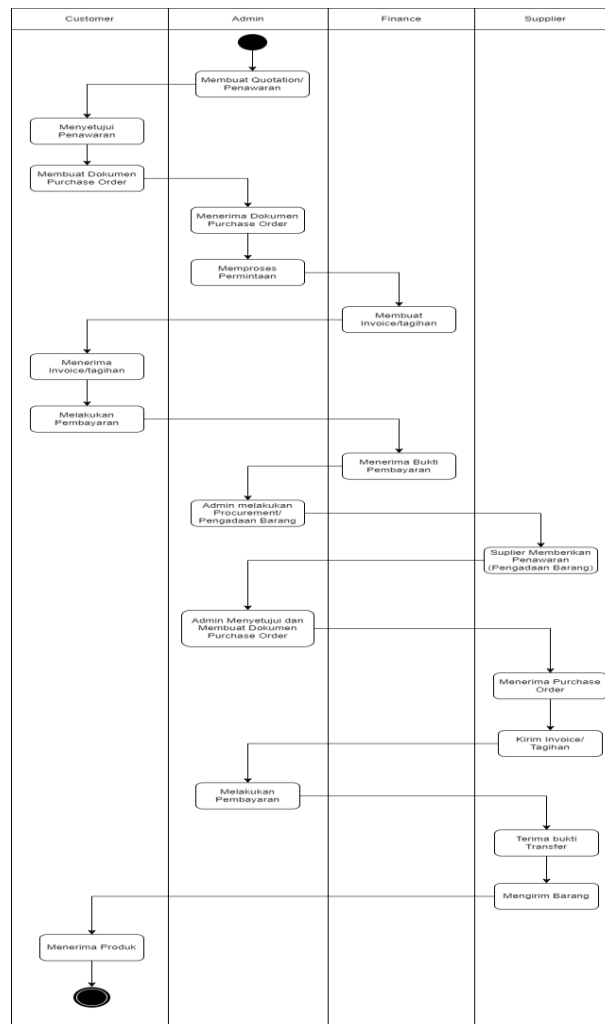 Customer
Admin
Finance
Supplier
Membuat Quotation/
Penawaran
Menyetujui
Penawaran
Membuat Dokumen
Purchase Order
Menerima Dokumen
Purchase Order
Memproses
Permintaan
Membuat
Invoice/tagihan
Menerima
Invoice/tagihan
Melakukan
Pembayaran
Menerima Bukti
Pembayaran
Admin melakukan
Procurement/
Pengadaan Barang
Suplier Memberikan
Penawaran
(Pengadaan Barang)
Admin Menyetujui dan
Membuat Dokumen
Purchase Order
Menerima Purchase
Order
Kirim Invoice/
Tagihan
Melakukan
Pembayaran
Terima bukti
Transfer
Mengirim Barang
Menerima Produk